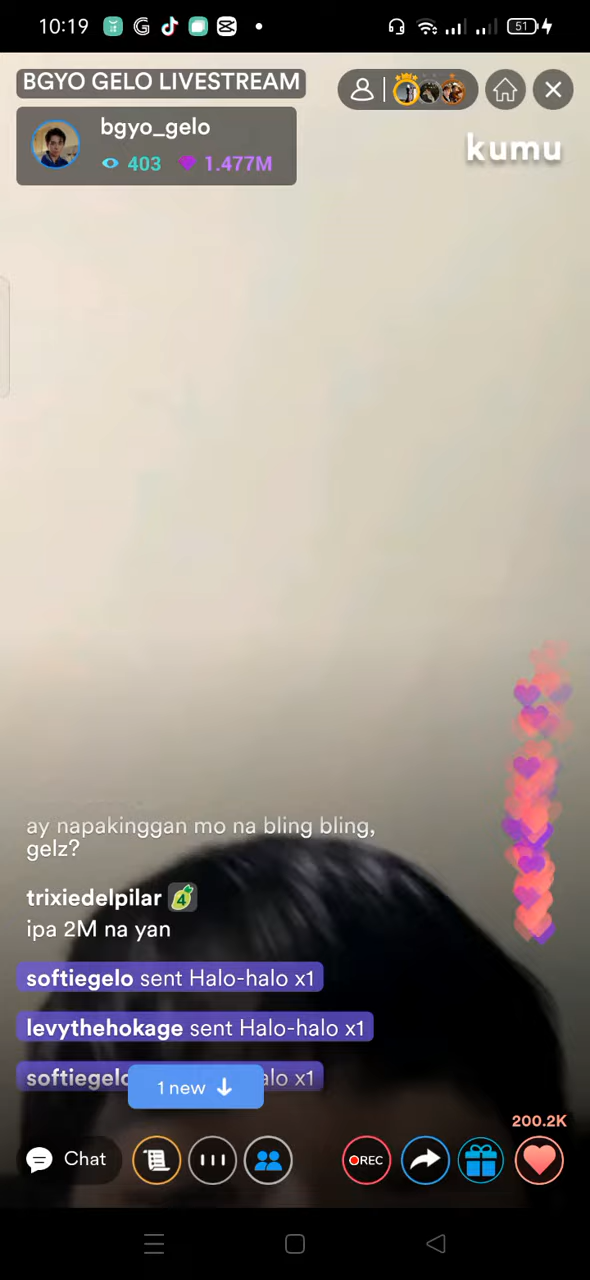 10:19
51
BGYO GELO LIVESTREAM
bgyo_gelo
403 1.477M
kumu
ay napakinggan mo na bling bling,
gelz?
trixiedelpilar 4
ipa 2M na yan
softiegelo sent Halo-halo x1
levythehokage sent Halo-halo x1
softiegelo alo x1
1 new
200.2K
Chat
REC